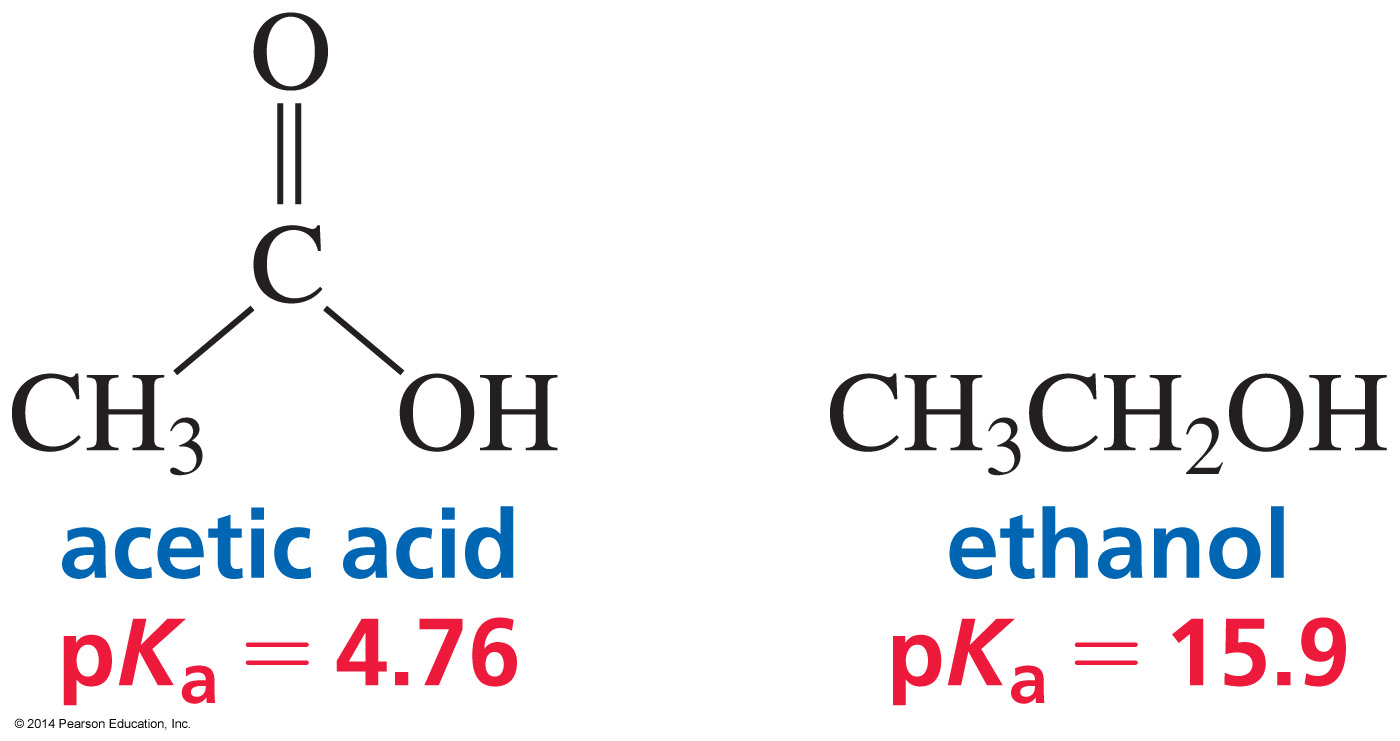 O
C
CH3 OH CH3CH2OH
acetic acid ethanol
pKa = 4.76 pKa = 15.9
© 2014 Pearson Education, Inc.